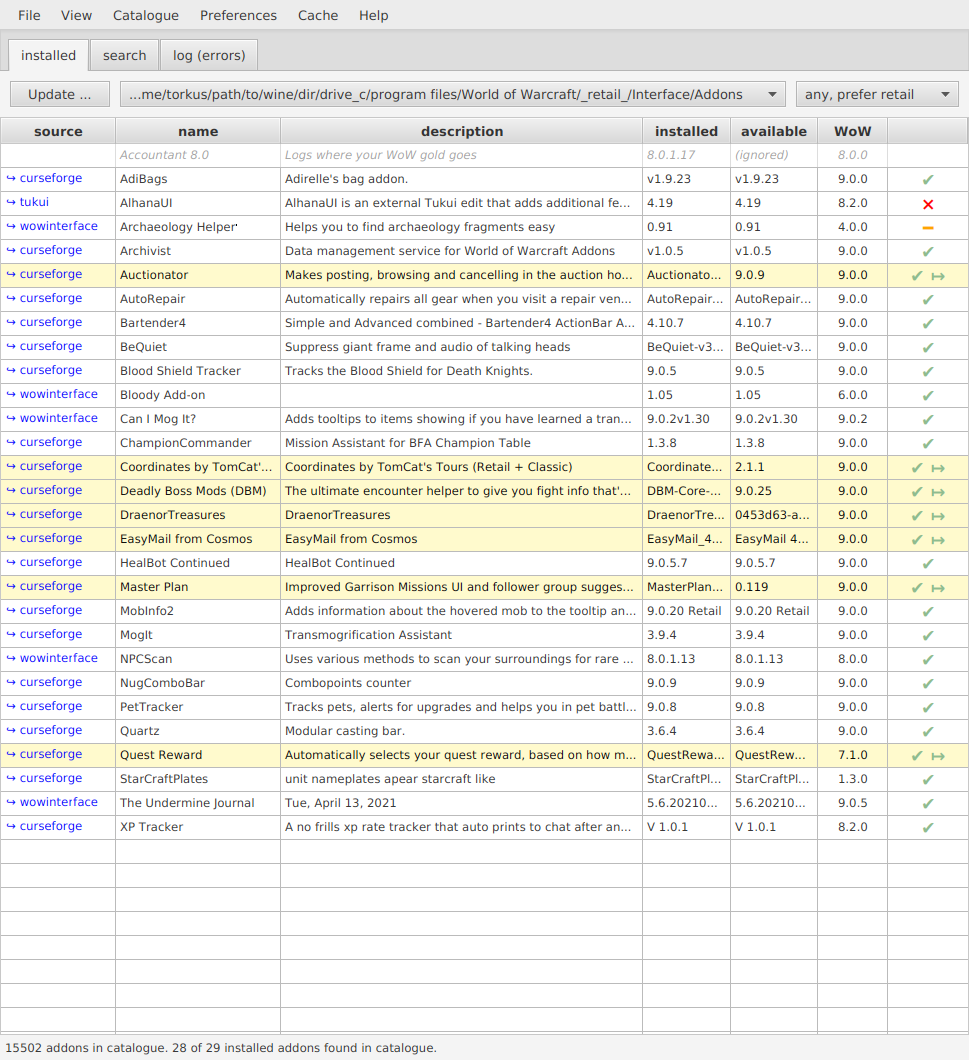 File View Catalogue Preferences Cache Help
installed search log (errors)
Update ... ...me/torkus/path/to/wine/dir/drive_c/program files/World of Warcraft/_retail_/Interface/Addons any, prefer retail
source name description installed available WoW
Accountant 8.0 Logs where your WoW gold goes 8.0.1.17 (ignored) 8.0.0
↪ curseforge AdiBags Adirelle's bag addon. v1.9.23 v1.9.23 9.0.0 ✔
↪ tukui AlhanaUI AlhanaUI is an external Tukui edit that adds additional fe... 4.19 4.19 8.2.0 ✕
↪ wowinterface Archaeology Helper' Helps you to find archaeology fragments easy 0.91 0.91 4.0.0 –
↪ curseforge Archivist Data management service for World of Warcraft Addons v1.0.5 v1.0.5 9.0.0 ✔
↪ curseforge Auctionator Makes posting, browsing and cancelling in the auction ho... Auctionato... 9.0.9 9.0.0 ✔ ↦
↪ curseforge AutoRepair Automatically repairs all gear when you visit a repair ven... AutoRepair... AutoRepair... 9.0.0 ✔
↪ curseforge Bartender4 Simple and Advanced combined - Bartender4 ActionBar A... 4.10.7 4.10.7 9.0.0 ✔
↪ curseforge BeQuiet Suppress giant frame and audio of talking heads BeQuiet-v3... BeQuiet-v3... 9.0.0 ✔
↪ curseforge Blood Shield Tracker Tracks the Blood Shield for Death Knights. 9.0.5 9.0.5 9.0.0 ✔
↪ wowinterface Bloody Add-on 1.05 1.05 6.0.0 ✔
↪ wowinterface Can I Mog It? Adds tooltips to items showing if you have learned a tran... 9.0.2v1.30 9.0.2v1.30 9.0.2 ✔
↪ curseforge ChampionCommander Mission Assistant for BFA Champion Table 1.3.8 1.3.8 9.0.0 ✔
↪ curseforge Coordinates by TomCat'... Coordinates by TomCat's Tours (Retail + Classic) Coordinate... 2.1.1 9.0.0 ✔ ↦
↪ curseforge Deadly Boss Mods (DBM) The ultimate encounter helper to give you fight info that'... DBM-Core-... 9.0.25 9.0.0 ✔ ↦
↪ curseforge DraenorTreasures DraenorTreasures DraenorTre... 0453d63-a... 9.0.0 ✔ ↦
↪ curseforge EasyMail from Cosmos EasyMail from Cosmos EasyMail_4... EasyMail 4... 9.0.0 ✔ ↦
↪ curseforge HealBot Continued HealBot Continued 9.0.5.7 9.0.5.7 9.0.0 ✔
↪ curseforge Master Plan Improved Garrison Missions UI and follower group sugges... MasterPlan... 0.119 9.0.0 ✔ ↦
↪ curseforge MobInfo2 Adds information about the hovered mob to the tooltip an... 9.0.20 Retail 9.0.20 Retail 9.0.0 ✔
↪ curseforge MogIt Transmogrification Assistant 3.9.4 3.9.4 9.0.0 ✔
↪ wowinterface NPCScan Uses various methods to scan your surroundings for rare ... 8.0.1.13 8.0.1.13 8.0.0 ✔
↪ curseforge NugComboBar Combopoints counter 9.0.9 9.0.9 9.0.0 ✔
↪ curseforge PetTracker Tracks pets, alerts for upgrades and helps you in pet battl... 9.0.8 9.0.8 9.0.0 ✔
↪ curseforge Quartz Modular casting bar. 3.6.4 3.6.4 9.0.0 ✔
↪ curseforge Quest Reward Automatically selects your quest reward, based on how m... QuestRewa... QuestRew... 7.1.0 ✔ ↦
↪ curseforge StarCraftPlates unit nameplates apear starcraft like StarCraftPl... StarCraftPl... 1.3.0 ✔
↪ wowinterface The Undermine Journal Tue, April 13, 2021 5.6.20210... 5.6.20210... 9.0.5 ✔
↪ curseforge XP Tracker A no frills xp rate tracker that auto prints to chat after an... V 1.0.1 V 1.0.1 8.2.0 ✔
15502 addons in catalogue. 28 of 29 installed addons found in catalogue.